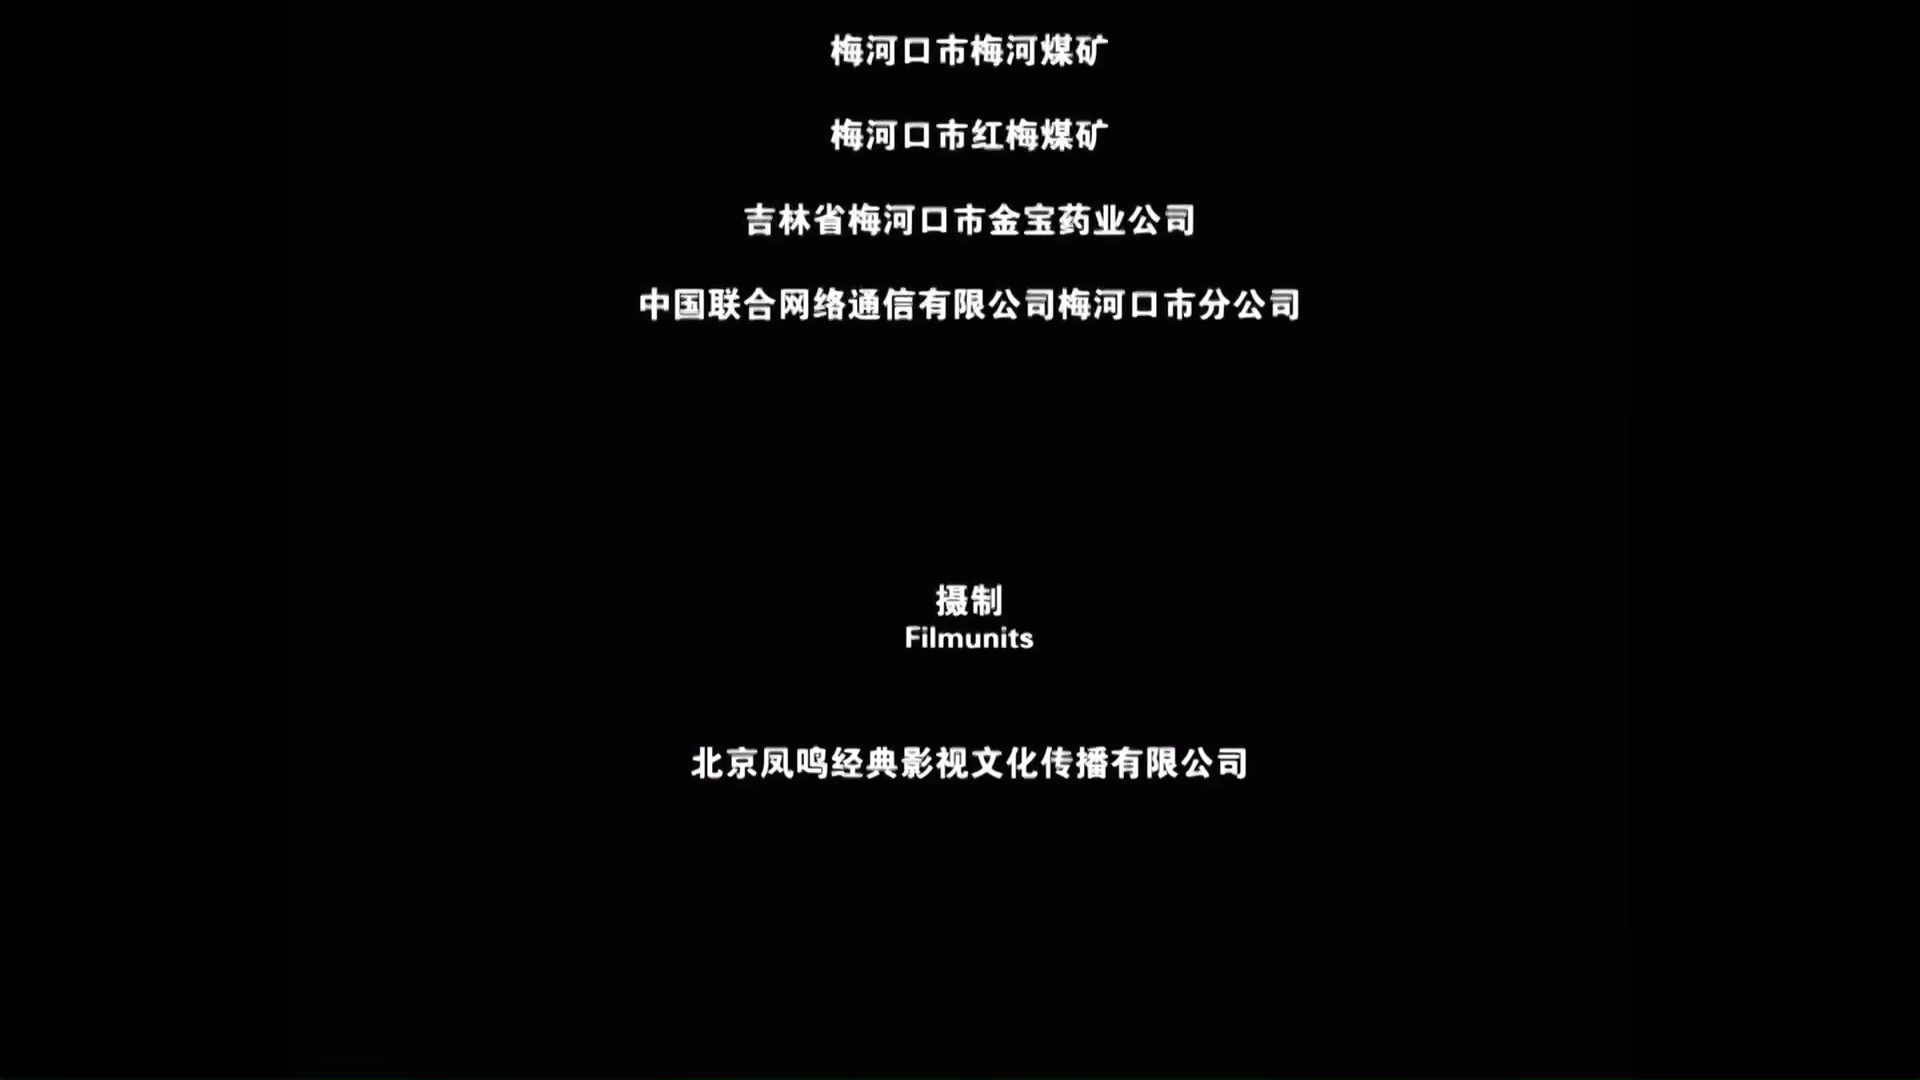 梅河口市梅河煤矿
梅河口市红梅煤矿
吉林省梅河口市金宝药业公司
中国联合网络通信有限公司梅河口市分公司
摄制
Filmunits
北京凤鸣经典影视文化传播有限公司